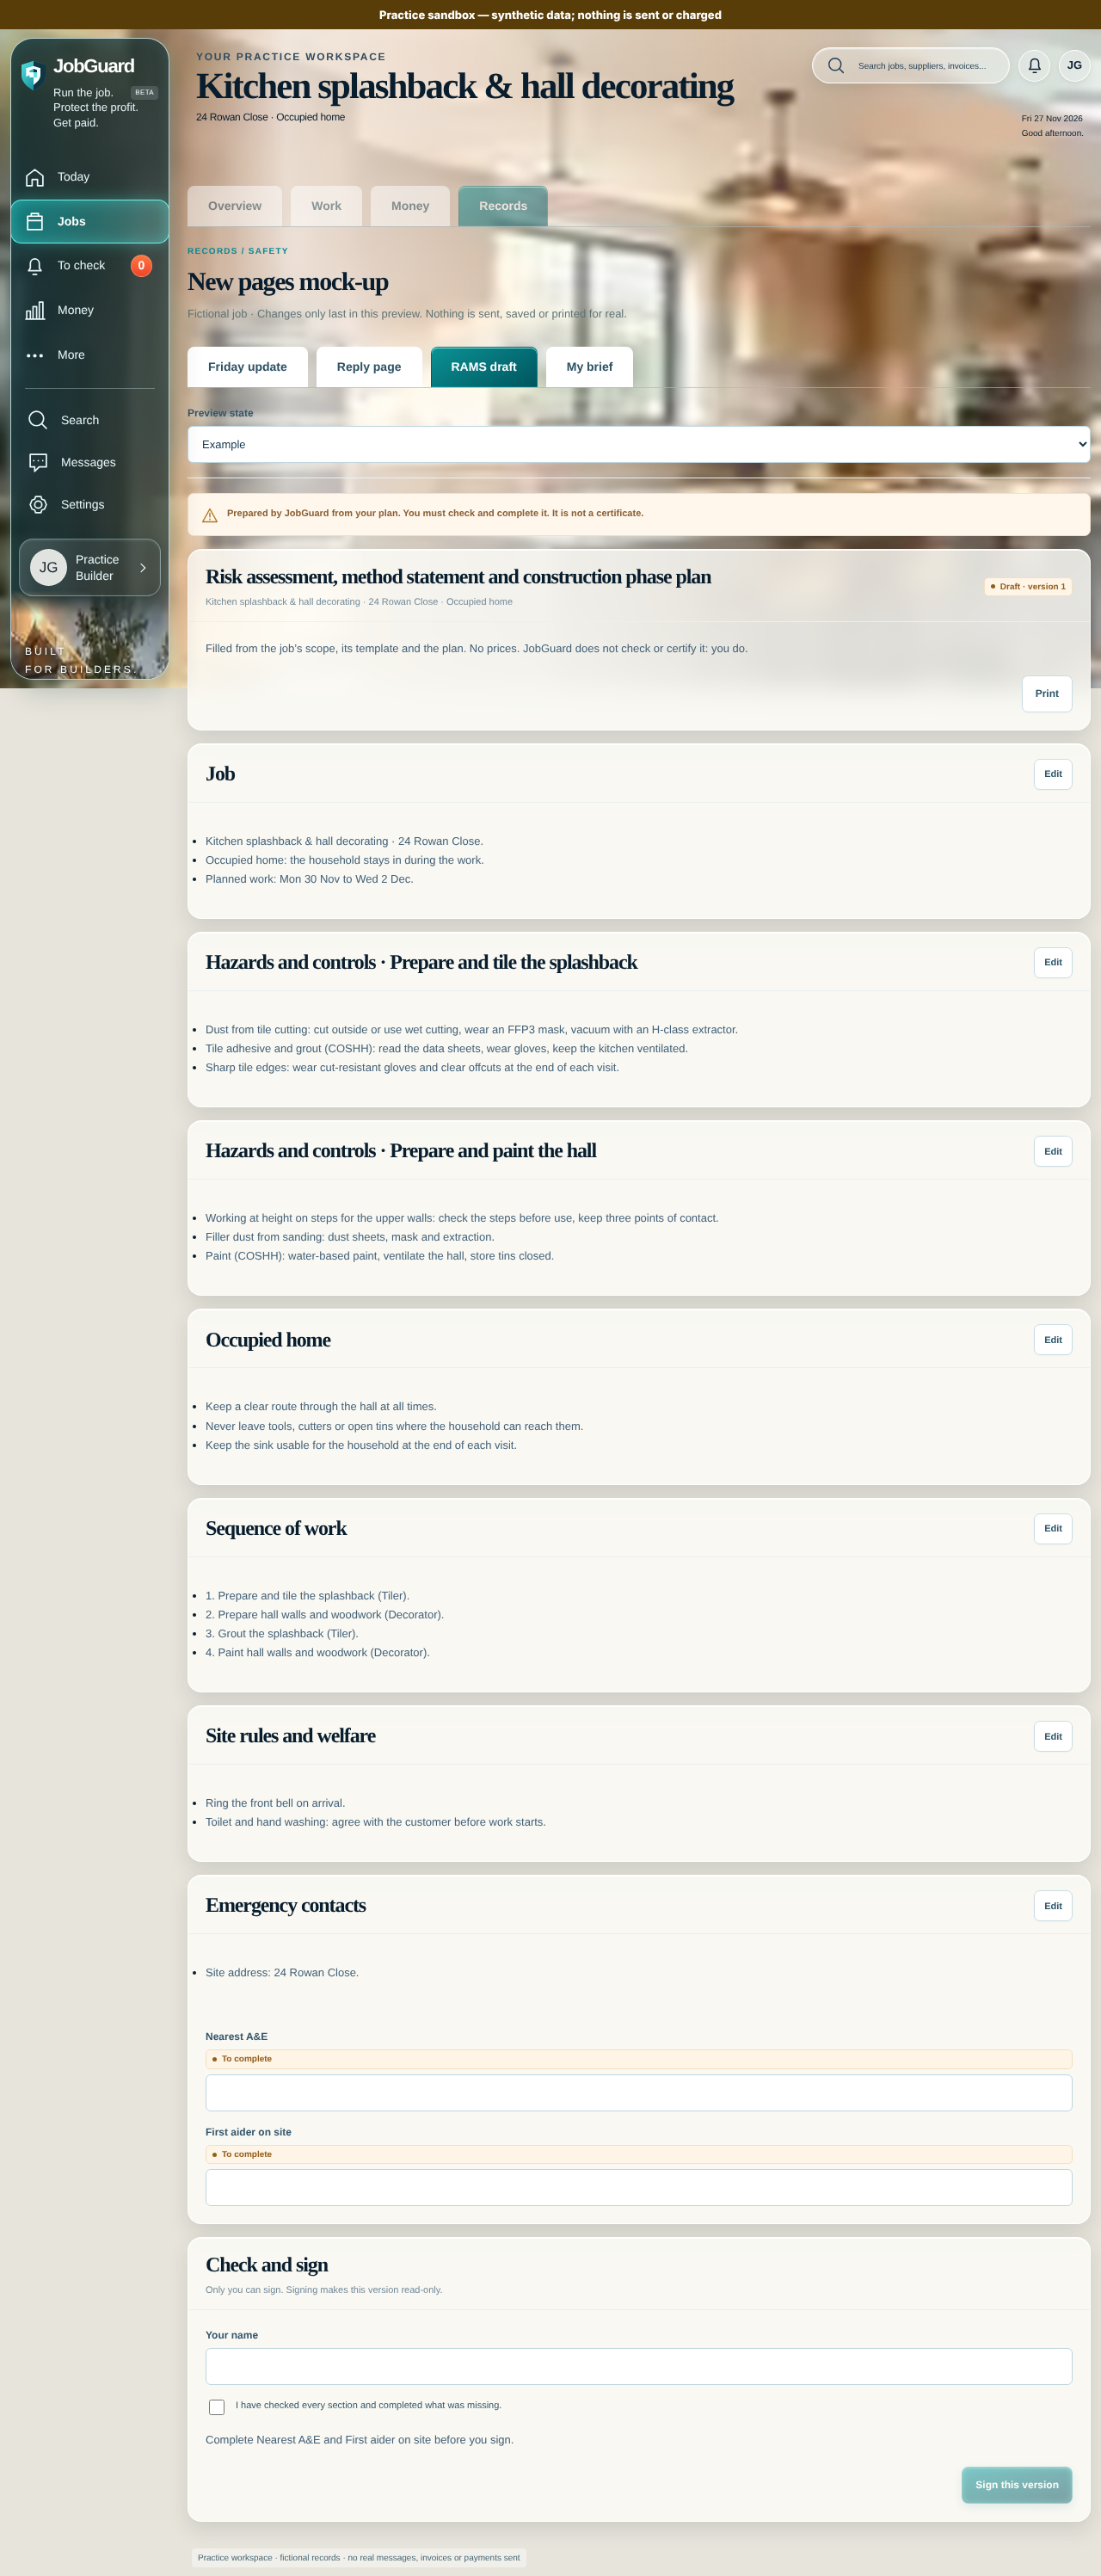 Practice sandbox — synthetic data; nothing is sent or charged
JobGuard
Run the job.
BETA
Protect the profit.
Get paid.
Today
Jobs
To check
0
Money
More
Search
Messages
Settings
JG
Practice
Builder
BUILT
FOR BUILDERS.
YOUR PRACTICE WORKSPACE
Kitchen splashback & hall decorating
24 Rowan Close · Occupied home
Search jobs, suppliers, invoices...
JG
Fri 27 Nov 2026
Good afternoon.
Overview
Work
Money
Records
RECORDS / SAFETY
New pages mock-up
Fictional job · Changes only last in this preview. Nothing is sent, saved or printed for real.
Friday update
Reply page
RAMS draft
My brief
Preview state
Example
Prepared by JobGuard from your plan. You must check and complete it. It is not a certificate.
Risk assessment, method statement and construction phase plan
Kitchen splashback & hall decorating · 24 Rowan Close · Occupied home
Draft · version 1
Filled from the job's scope, its template and the plan. No prices. JobGuard does not check or certify it: you do.
Print
Job
Edit
Kitchen splashback & hall decorating · 24 Rowan Close.
Occupied home: the household stays in during the work.
Planned work: Mon 30 Nov to Wed 2 Dec.
Hazards and controls · Prepare and tile the splashback
Edit
Dust from tile cutting: cut outside or use wet cutting, wear an FFP3 mask, vacuum with an H-class extractor.
Tile adhesive and grout (COSHH): read the data sheets, wear gloves, keep the kitchen ventilated.
Sharp tile edges: wear cut-resistant gloves and clear offcuts at the end of each visit.
Hazards and controls · Prepare and paint the hall
Edit
Working at height on steps for the upper walls: check the steps before use, keep three points of contact.
Filler dust from sanding: dust sheets, mask and extraction.
Paint (COSHH): water-based paint, ventilate the hall, store tins closed.
Occupied home
Edit
Keep a clear route through the hall at all times.
Never leave tools, cutters or open tins where the household can reach them.
Keep the sink usable for the household at the end of each visit.
Sequence of work
Edit
1. Prepare and tile the splashback (Tiler).
2. Prepare hall walls and woodwork (Decorator).
3. Grout the splashback (Tiler).
4. Paint hall walls and woodwork (Decorator).
Site rules and welfare
Edit
Ring the front bell on arrival.
Toilet and hand washing: agree with the customer before work starts.
Emergency contacts
Edit
Site address: 24 Rowan Close.
Nearest A&E
To complete
First aider on site
To complete
Check and sign
Only you can sign. Signing makes this version read-only.
Your name
I have checked every section and completed what was missing.
Complete Nearest A&E and First aider on site before you sign.
Sign this version
Practice workspace · fictional records · no real messages, invoices or payments sent